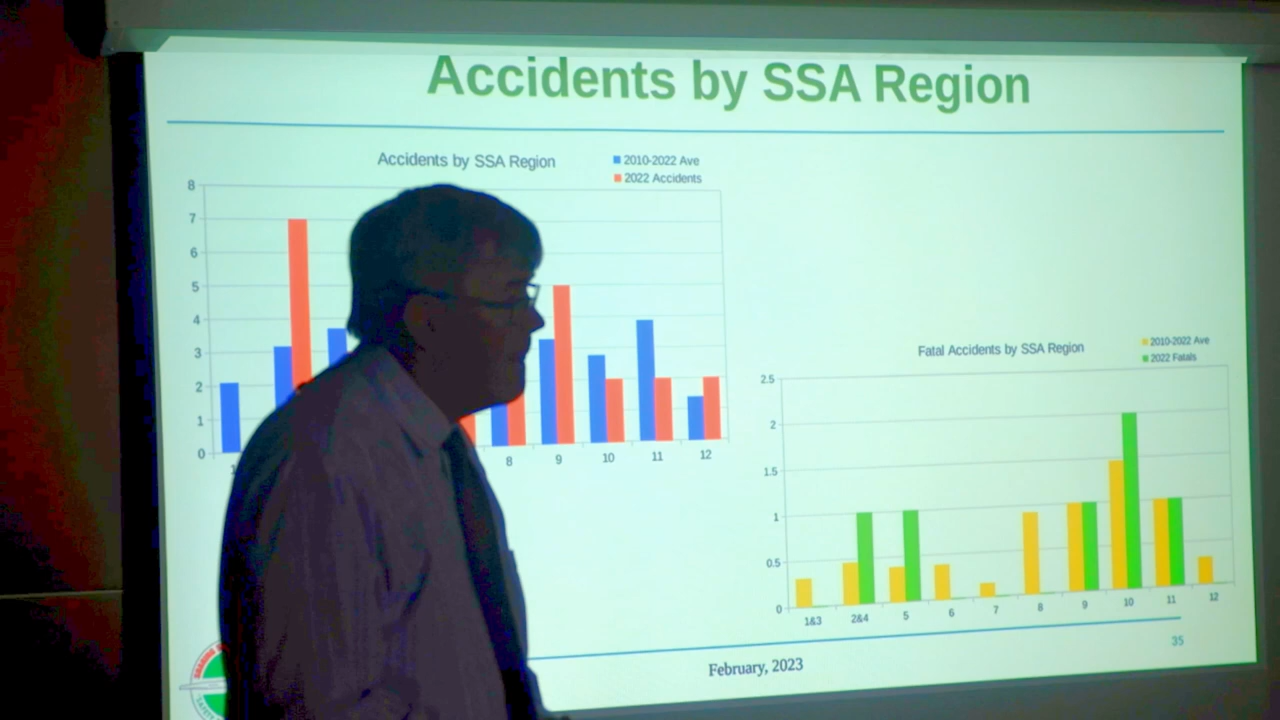 Accidents by SSA Region
Accidents by SSA Region
2010-2022 Ave
2022 Accidents
8
7
6
5
4
3
2
1
0
8 9 10 11 12
Fatal Accidents by SSA Region
2010-2022 Ave
2022 Fatals
2.5
2
1.5
1
0.5
0
1&3 2&4 5 6 7 8 9 10 11 12
February, 2023
35